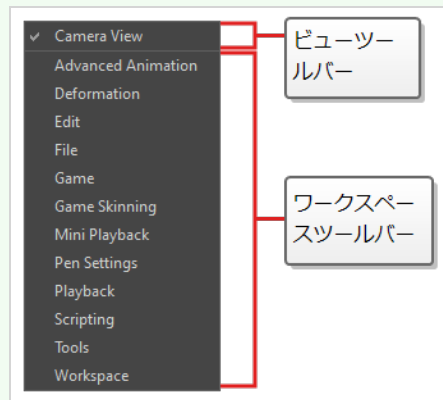 Camera View
ビューツー
ルバー
Advanced Animation
Deformation
Edit
File
Game
Game Skinning
Mini Playback
Pen Settings
Playback
Scripting
Tools
Workspace
ワークスペー
スツールバー